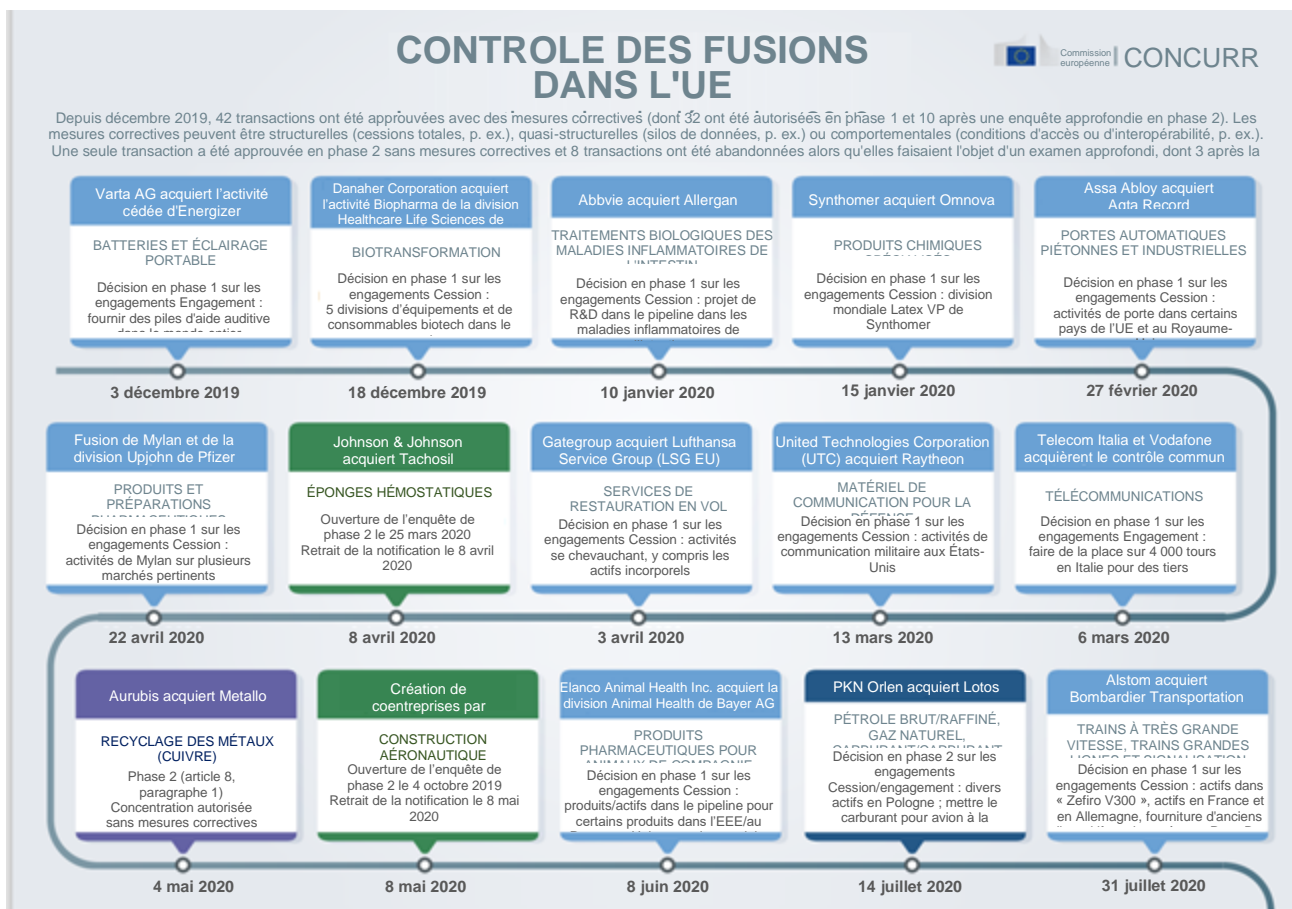 CONTROLE DES FUSIONS
DANS L'UE
Commission
européenne
CONCURR
Depuis décembre 2019, 42 transactions ont été approuvées avec des mesures correctives (dont 32 ont été autorisées en phase 1 et 10 après une enquête approfondie en phase 2). Les
mesures correctives peuvent être structurelles (cessions totales, p. ex.), quasi-structurelles (silos de données, p. ex.) ou comportementales (conditions d'accès ou d'interopérabilité, p. ex.).
Une seule transaction a été approuvée en phase 2 sans mesures correctives et 8 transactions ont été abandonnées alors qu'elles faisaient l'objet d'un examen approfondi, dont 3 après la
Varta AG acquiert l’activité
cédée d’Energizer
BATTERIES ET ÉCLAIRAGE
PORTABLE
Décision en phase 1 sur les
engagements Engagement :
fournir des piles d’aide auditive
dans le monde entier
3 décembre 2019
Danaher Corporation acquiert
l’activité Biopharma de la division
Healthcare Life Sciences de
BIOTRANSFORMATION
Décision en phase 1 sur les
engagements Cession :
5 divisions d’équipements et de
consommables biotech dans le
18 décembre 2019
Abbvie acquiert Allergan
TRAITEMENTS BIOLOGIQUES DES
MALADIES INFLAMMATOIRES DE
L'INTESTIN
Décision en phase 1 sur les
engagements Cession : projet de
R&D dans le pipeline dans les
maladies inflammatoires de
10 janvier 2020
Synthomer acquiert Omnova
PRODUITS CHIMIQUES
SPÉCIALISÉS
Décision en phase 1 sur les
engagements Cession : division
mondiale Latex VP de
Synthomer
15 janvier 2020
Assa Abloy acquiert
Agta Record
PORTES AUTOMATIQUES
PIÉTONNES ET INDUSTRIELLES
Décision en phase 1 sur les
engagements Cession :
activités de porte dans certains
pays de l’UE et au Royaume-
27 février 2020
Fusion de Mylan et de la
division Upjohn de Pfizer
PRODUITS ET
PRÉPARATIONS
PHARMACEUTIQUES
Décision en phase 1 sur les
engagements Cession :
activités de Mylan sur plusieurs
marchés pertinents
22 avril 2020
Johnson & Johnson
acquiert Tachosil
ÉPONGES HÉMOSTATIQUES
Ouverture de l’enquête de
phase 2 le 25 mars 2020
Retrait de la notification le 8 avril
2020
8 avril 2020
Gategroup acquiert Lufthansa
Service Group (LSG EU)
SERVICES DE
RESTAURATION EN VOL
Décision en phase 1 sur les
engagements Cession : activités
se chevauchant, y compris les
actifs incorporels
3 avril 2020
United Technologies Corporation
(UTC) acquiert Raytheon
MATÉRIEL DE
COMMUNICATION POUR LA
DÉFENSE
Décision en phase 1 sur les
engagements Cession : activités de
communication militaire aux États-
Unis
13 mars 2020
Telecom Italia et Vodafone
acquièrent le contrôle commun
TÉLÉCOMMUNICATIONS
Décision en phase 1 sur les
engagements Engagement :
faire de la place sur 4 000 tours
en Italie pour des tiers
6 mars 2020
Aurubis acquiert Metallo
RECYCLAGE DES MÉTAUX
(CUIVRE)
Phase 2 (article 8,
paragraphe 1)
Concentration autorisée
sans mesures correctives
4 mai 2020
Création de
coentreprises par
CONSTRUCTION
AÉRONAUTIQUE
Ouverture de l’enquête de
phase 2 le 4 octobre 2019
Retrait de la notification le 8 mai
2020
8 mai 2020
Elanco Animal Health Inc. acquiert la
division Animal Health de Bayer AG
PRODUITS
PHARMACEUTIQUES POUR
ANIMAUX DE COMPAGNIE
Décision en phase 1 sur les
engagements Cession :
produits/actifs dans le pipeline pour
certains produits dans l’EEE/au
8 juin 2020
PKN Orlen acquiert Lotos
PÉTROLE BRUT/RAFFINÉ,
GAZ NATUREL,
CARBURANT/CARBURANT
Décision en phase 2 sur les
engagements
Cession/engagement : divers
actifs en Pologne ; mettre le
carburant pour avion à la
14 juillet 2020
Alstom acquiert
Bombardier Transportation
TRAINS À TRÈS GRANDE
VITESSE, TRAINS GRANDES
LIGNES ET SIGNALISATION
Décision en phase 1 sur les
engagements Cession : actifs dans
« Zefiro V300 », actifs en France et
en Allemagne, fourniture d'anciens
31 juillet 2020